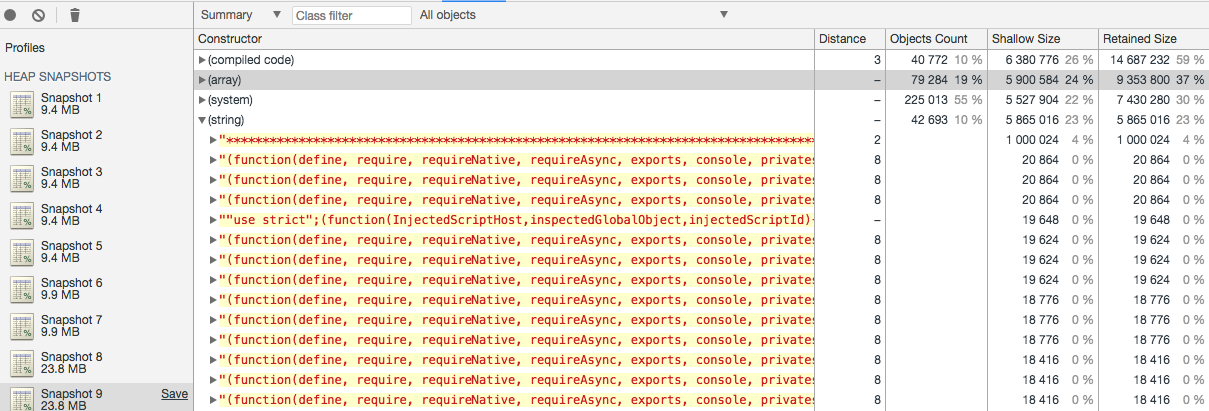 Summary ▼ Class filter All objects ▼
Profiles
HEAP SNAPSHOTS
Snapshot 1
9.4 MB
Snapshot 2
9.4 MB
Snapshot 3
9.4 MB
Snapshot 4
9.4 MB
Snapshot 5
9.4 MB
Snapshot 6
9.9 MB
Snapshot 7
9.9 MB
Snapshot 8
23.8 MB
Snapshot 9 Save
23.8 MB
Constructor Distance Objects Count Shallow Size Retained Size
▶(compiled code) 3 40 772 10 % 6 380 776 26 % 14 687 232 59 %
▶(array) – 79 284 19 % 5 900 584 24 % 9 353 800 37 %
▶(system) – 225 013 55 % 5 527 904 22 % 7 430 280 30 %
▼(string) – 42 693 10 % 5 865 016 23 % 5 865 016 23 %
▶"****************************************************************************** 2 1 000 024 4 % 1 000 024 4 %
▶"(function(define, require, requireNative, requireAsync, exports, console, privates 8 20 864 0 % 20 864 0 %
▶"(function(define, require, requireNative, requireAsync, exports, console, privates 8 20 864 0 % 20 864 0 %
▶"(function(define, require, requireNative, requireAsync, exports, console, privates 8 20 864 0 % 20 864 0 %
▶""use strict";(function(InjectedScriptHost,inspectedGlobalObject,injectedScriptId) – 19 648 0 % 19 648 0 %
▶"(function(define, require, requireNative, requireAsync, exports, console, privates 8 19 624 0 % 19 624 0 %
▶"(function(define, require, requireNative, requireAsync, exports, console, privates 8 19 624 0 % 19 624 0 %
▶"(function(define, require, requireNative, requireAsync, exports, console, privates 8 19 624 0 % 19 624 0 %
▶"(function(define, require, requireNative, requireAsync, exports, console, privates 8 18 776 0 % 18 776 0 %
▶"(function(define, require, requireNative, requireAsync, exports, console, privates 8 18 776 0 % 18 776 0 %
▶"(function(define, require, requireNative, requireAsync, exports, console, privates 8 18 776 0 % 18 776 0 %
▶"(function(define, require, requireNative, requireAsync, exports, console, privates 8 18 416 0 % 18 416 0 %
▶"(function(define, require, requireNative, requireAsync, exports, console, privates 8 18 416 0 % 18 416 0 %
▶"(function(define, require, requireNative, requireAsync, exports, console, privates 8 18 416 0 % 18 416 0 %